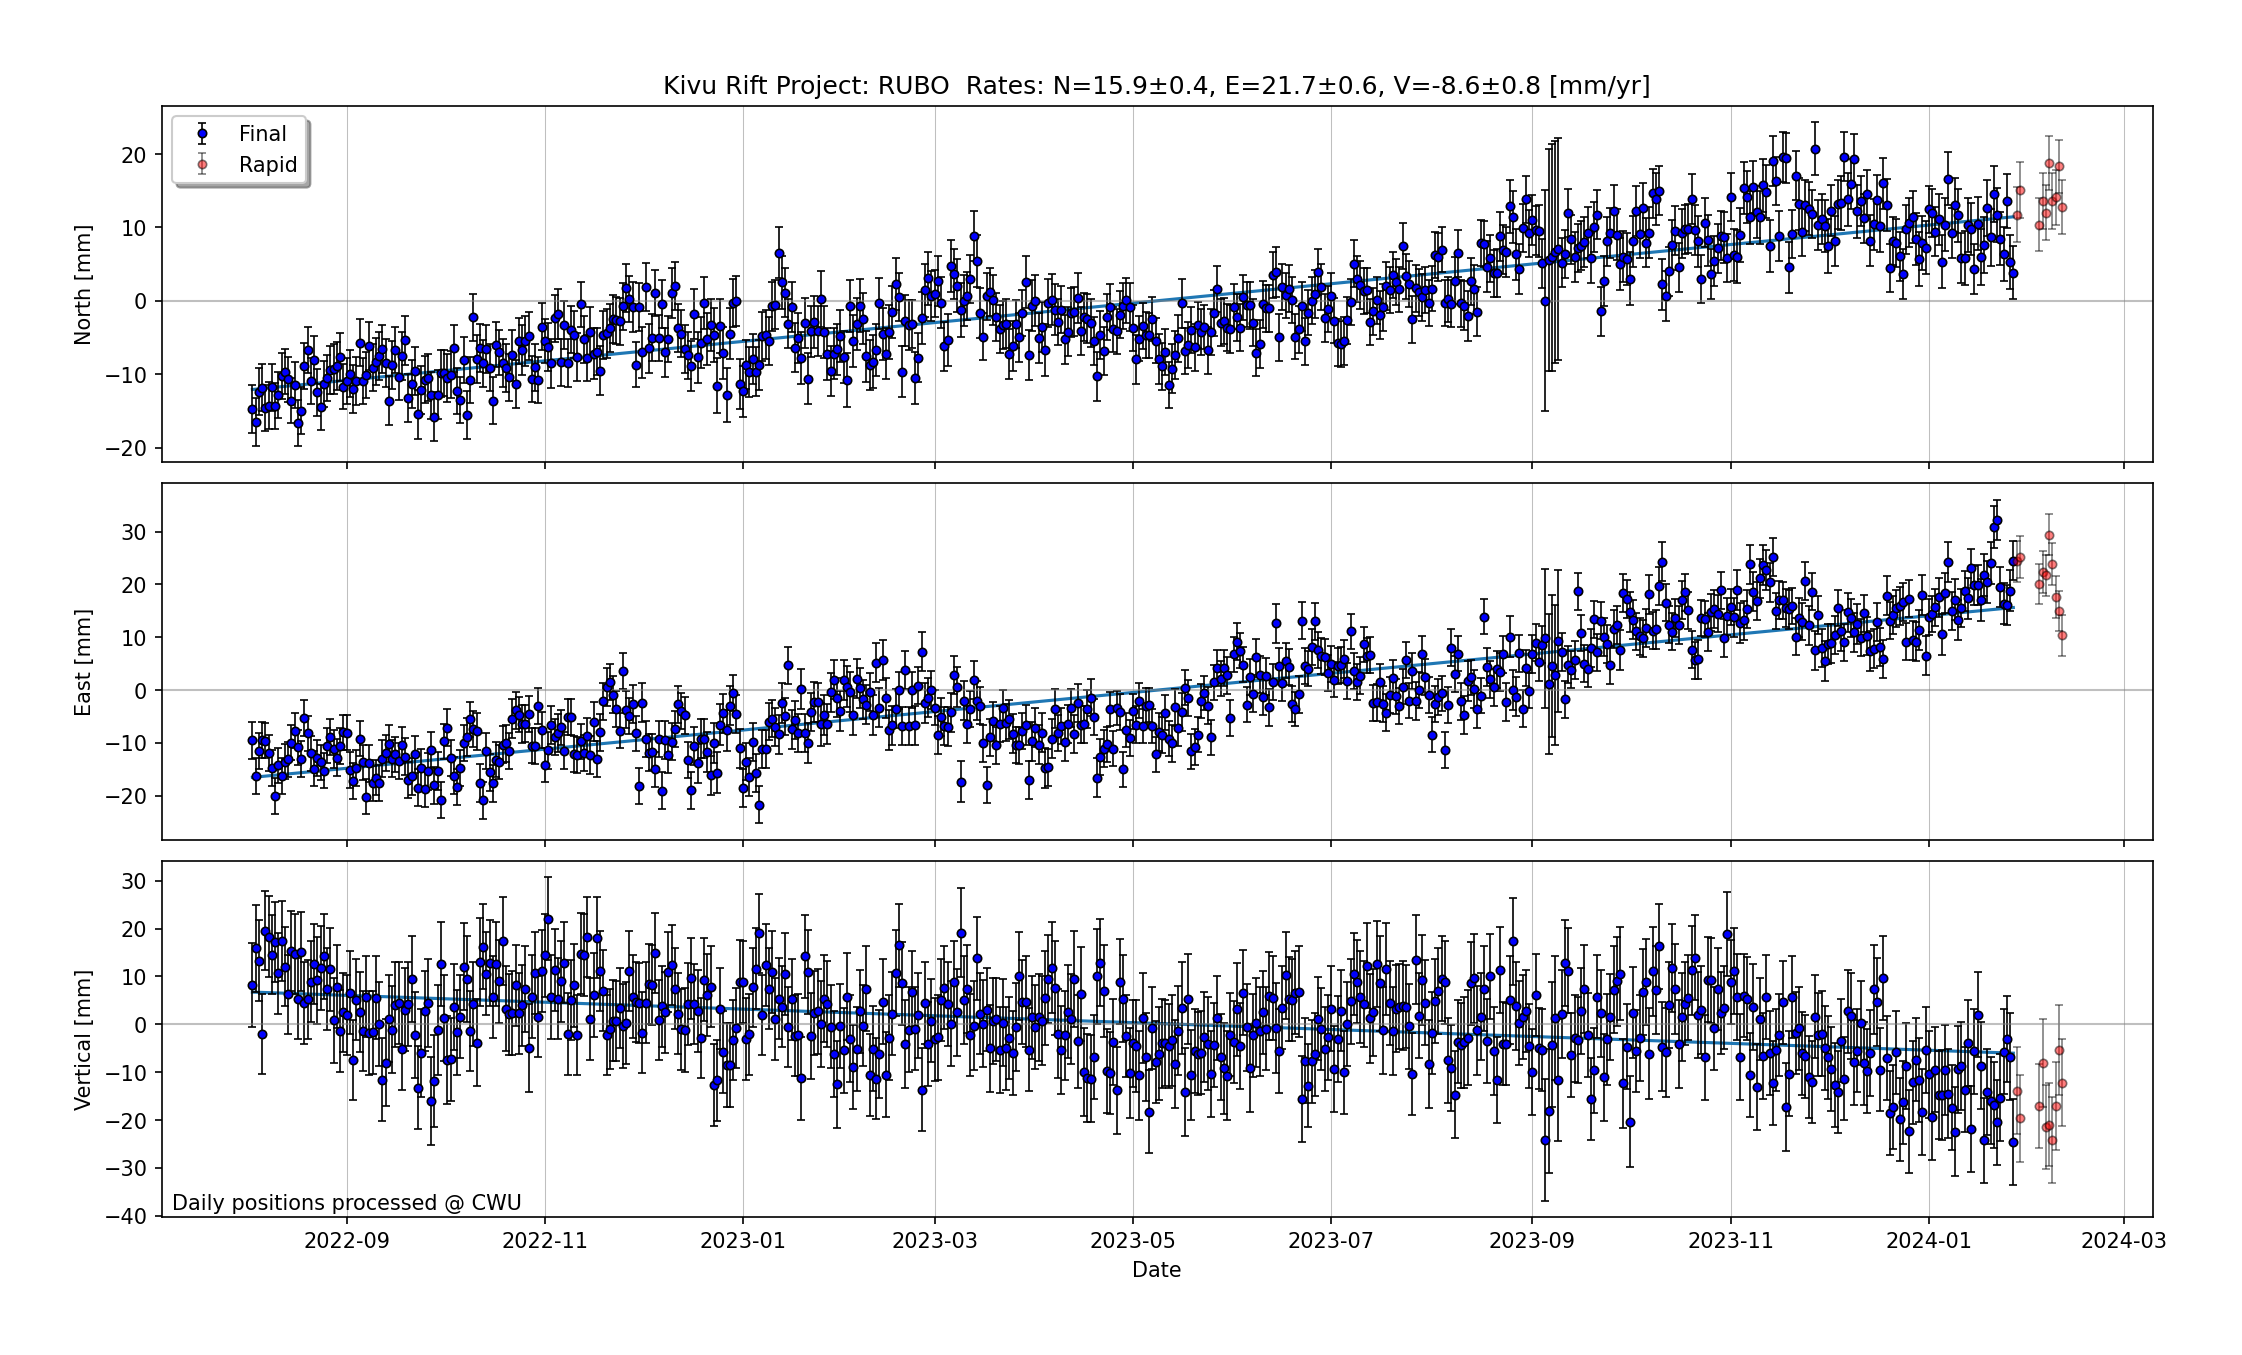 Kivu Rift Project: RUBO  Rates: N=15.9±0.4, E=21.7±0.6, V=-8.6±0.8 [mm/yr]
Final
Rapid
North [mm]
20
10
0
−10
−20
East [mm]
30
20
10
0
−10
−20
Vertical [mm]
30
20
10
0
−10
−20
−30
−40
Daily positions processed @ CWU
2022-09 2022-11 2023-01 2023-03 2023-05 2023-07 2023-09 2023-11 2024-01 2024-03
Date